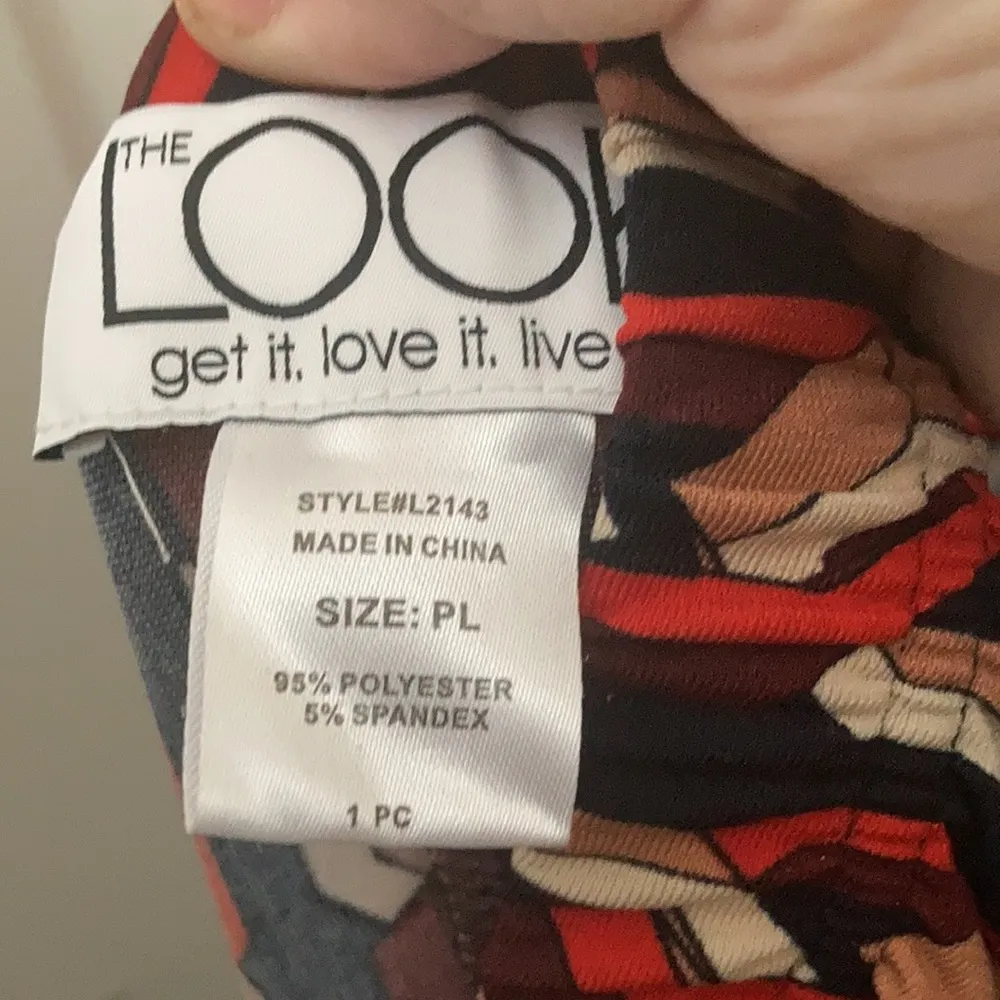 THE
LOOK
get it. love it. live
STYLE#L2143
MADE IN CHINA
SIZE: PL
95% POLYESTER
5% SPANDEX
1 PC